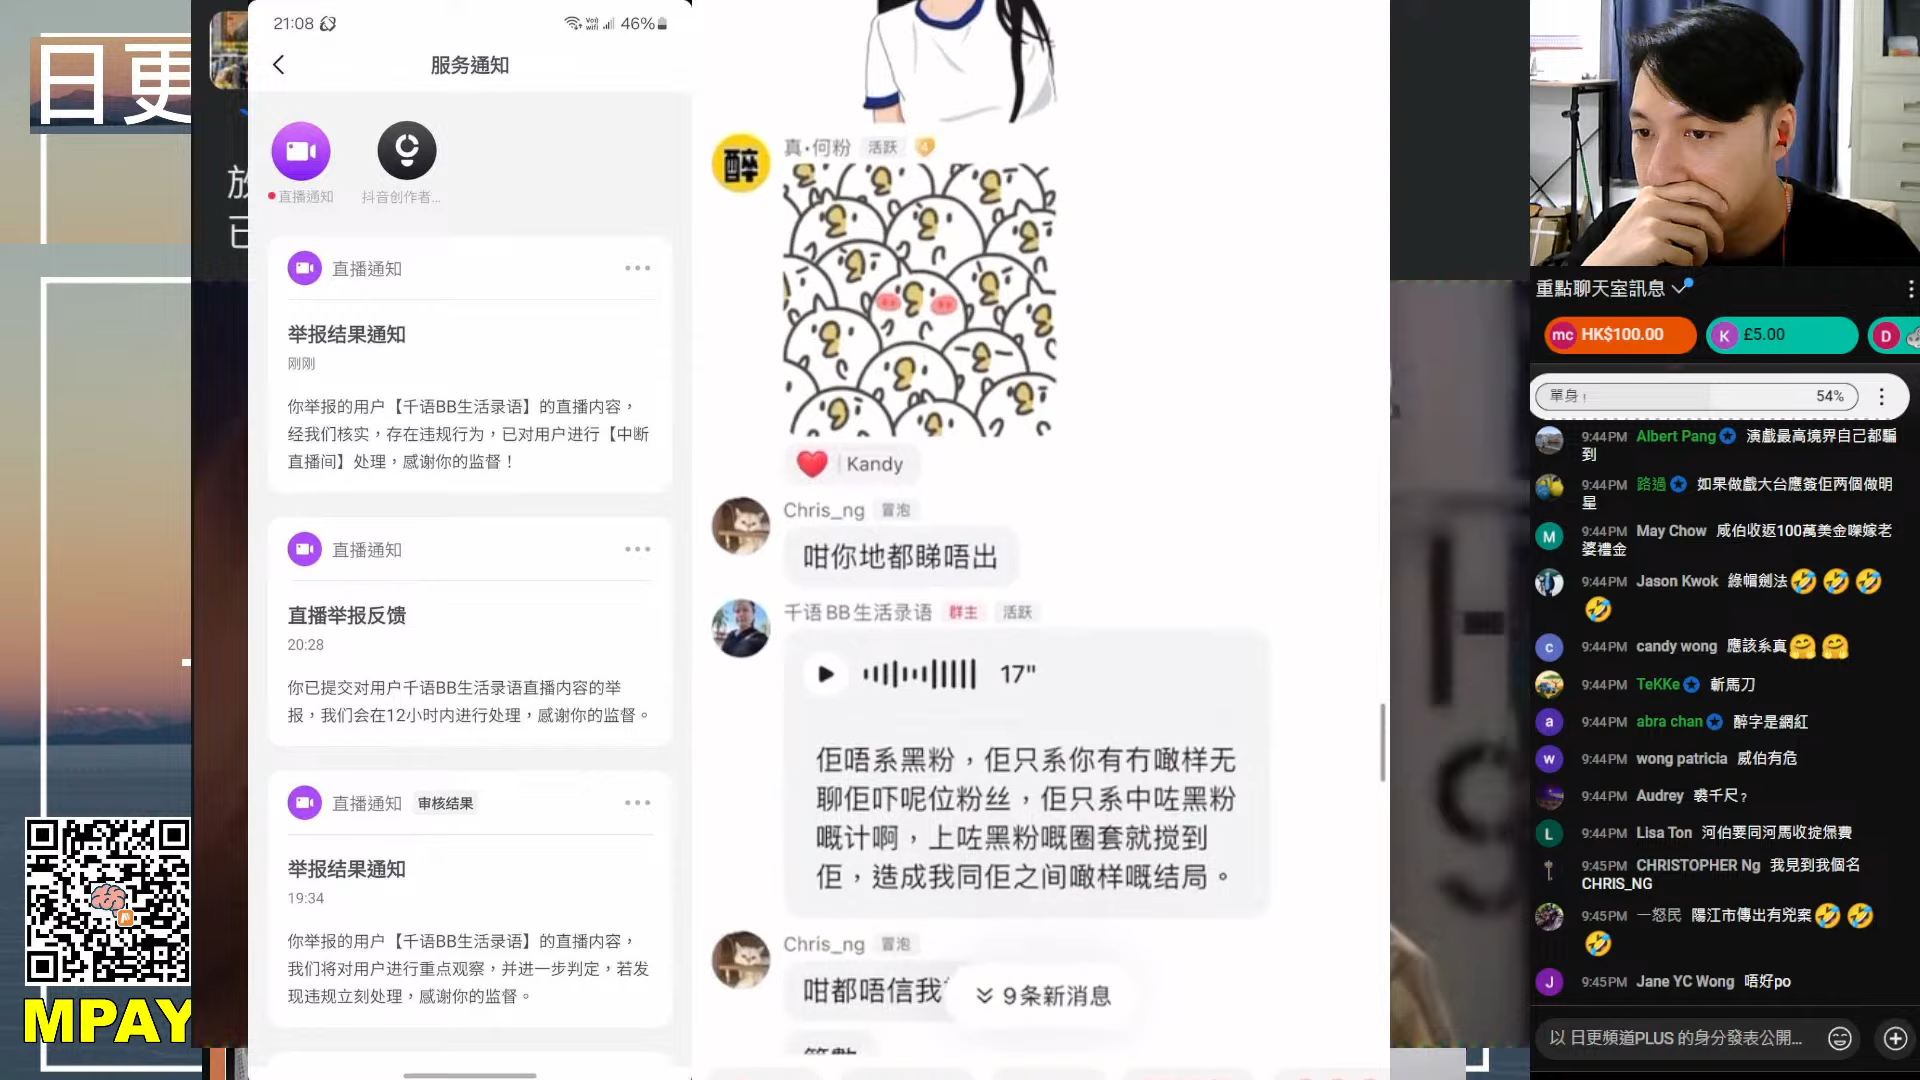 日更
放
已
MPAY
21:08
46%
服务通知
直播通知
抖音创作者...
直播通知
举报结果通知
刚刚
你举报的用户【千语BB生活录语】的直播内容，
经我们核实，存在违规行为，已对用户进行【中断
直播间】处理，感谢你的监督！
直播通知
直播举报反馈
20:28
你已提交对用户千语BB生活录语直播内容的举
报，我们会在12小时内进行处理，感谢你的监督。
直播通知 审核结果
举报结果通知
19:34
你举报的用户【千语BB生活录语】的直播内容，
我们将对用户进行重点观察，并进一步判定，若发
现违规立刻处理，感谢你的监督。
醉
真·何粉 活跃
Kandy
Chris_ng 冒泡
咁你地都睇唔出
千语BB生活录语 群主 活跃
17"
佢唔系黑粉，佢只系你有冇噉样无
聊佢吓呢位粉丝，佢只系中咗黑粉
嘅计啊，上咗黑粉嘅圈套就搅到
佢，造成我同佢之间噉样嘅结局。
Chris_ng 冒泡
咁都唔信我
9条新消息
重點聊天室訊息
mc HK$100.00
K £5.00
D
單身！ 54%
9:44PM Albert Pang 演戲最高境界自己都騙
到
9:44PM 路過 如果做戲大台應簽佢两個做明
星
M 9:44PM May Chow 威伯收返100萬美金㗎嫁老
婆禮金
9:44PM Jason Kwok 綠帽劍法🤣🤣🤣
🤣
c 9:44PM candy wong 應該系真🤗🤗
9:44PM TeKKe 斬馬刀
a 9:44PM abra chan 醉字是網紅
w 9:44PM wong patricia 威伯有危
9:44PM Audrey 裘千尺?
L 9:44PM Lisa Ton 河伯要同河馬收掟煲費
9:45PM CHRISTOPHER Ng 我見到我個名
CHRIS_NG
9:45PM 一怒民 陽江市傳出有兇案🤣🤣
🤣
J 9:45PM Jane YC Wong 唔好po
以 日更頻道PLUS 的身分發表公開...